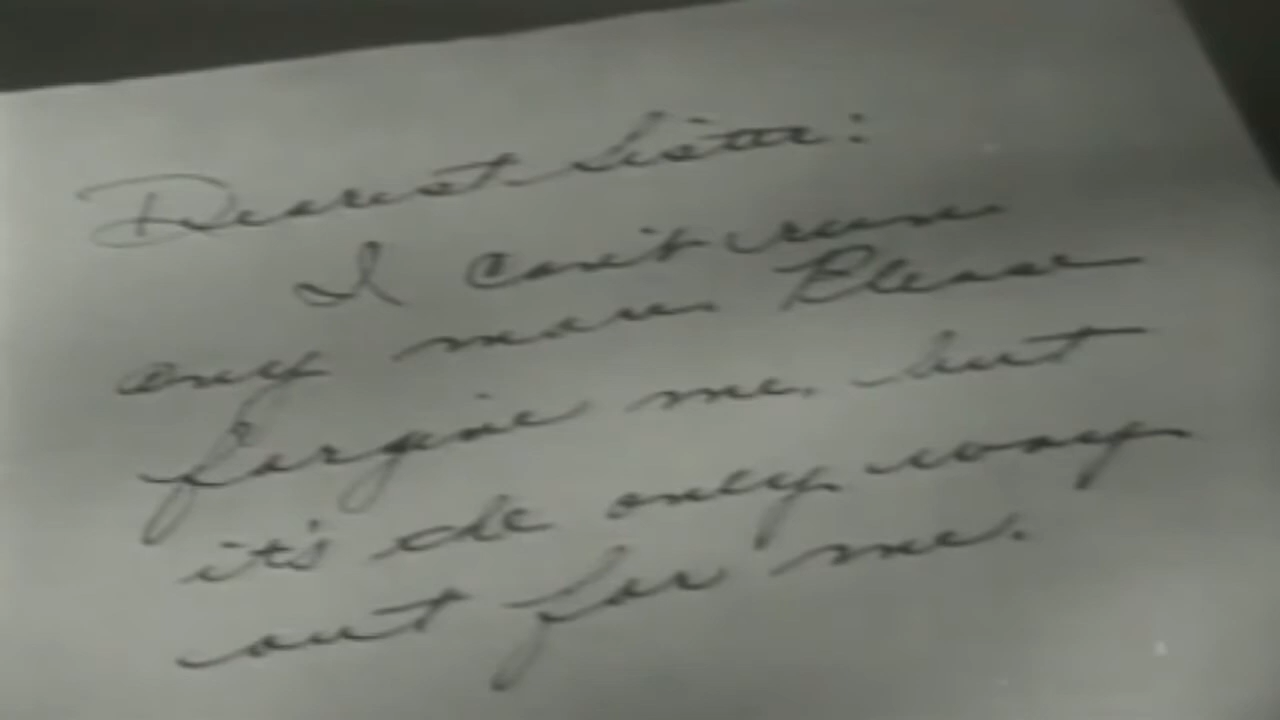 Dearest Sister:
I can't run
any more. Please
forgive me, but
it's the only way
out for me.